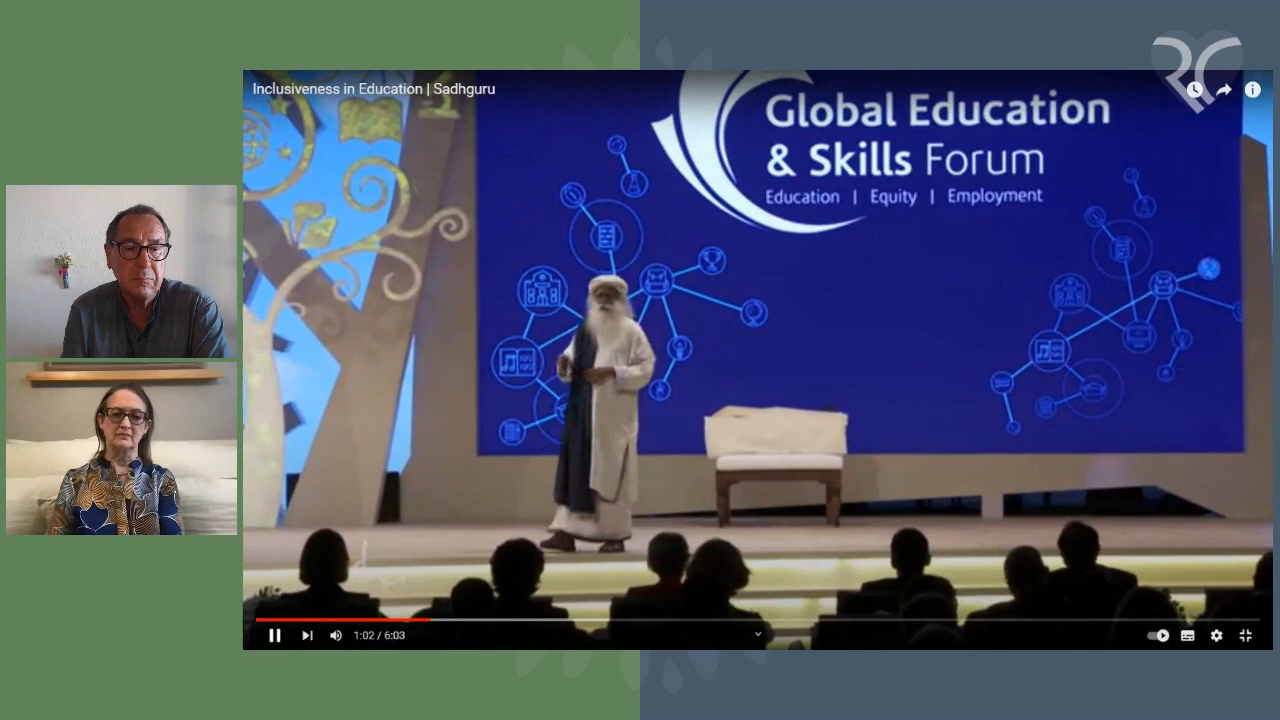 Inclusiveness in Education | Sadhguru
Global Education
& Skills Forum
Education | Equity | Employment
1:02 / 6:03